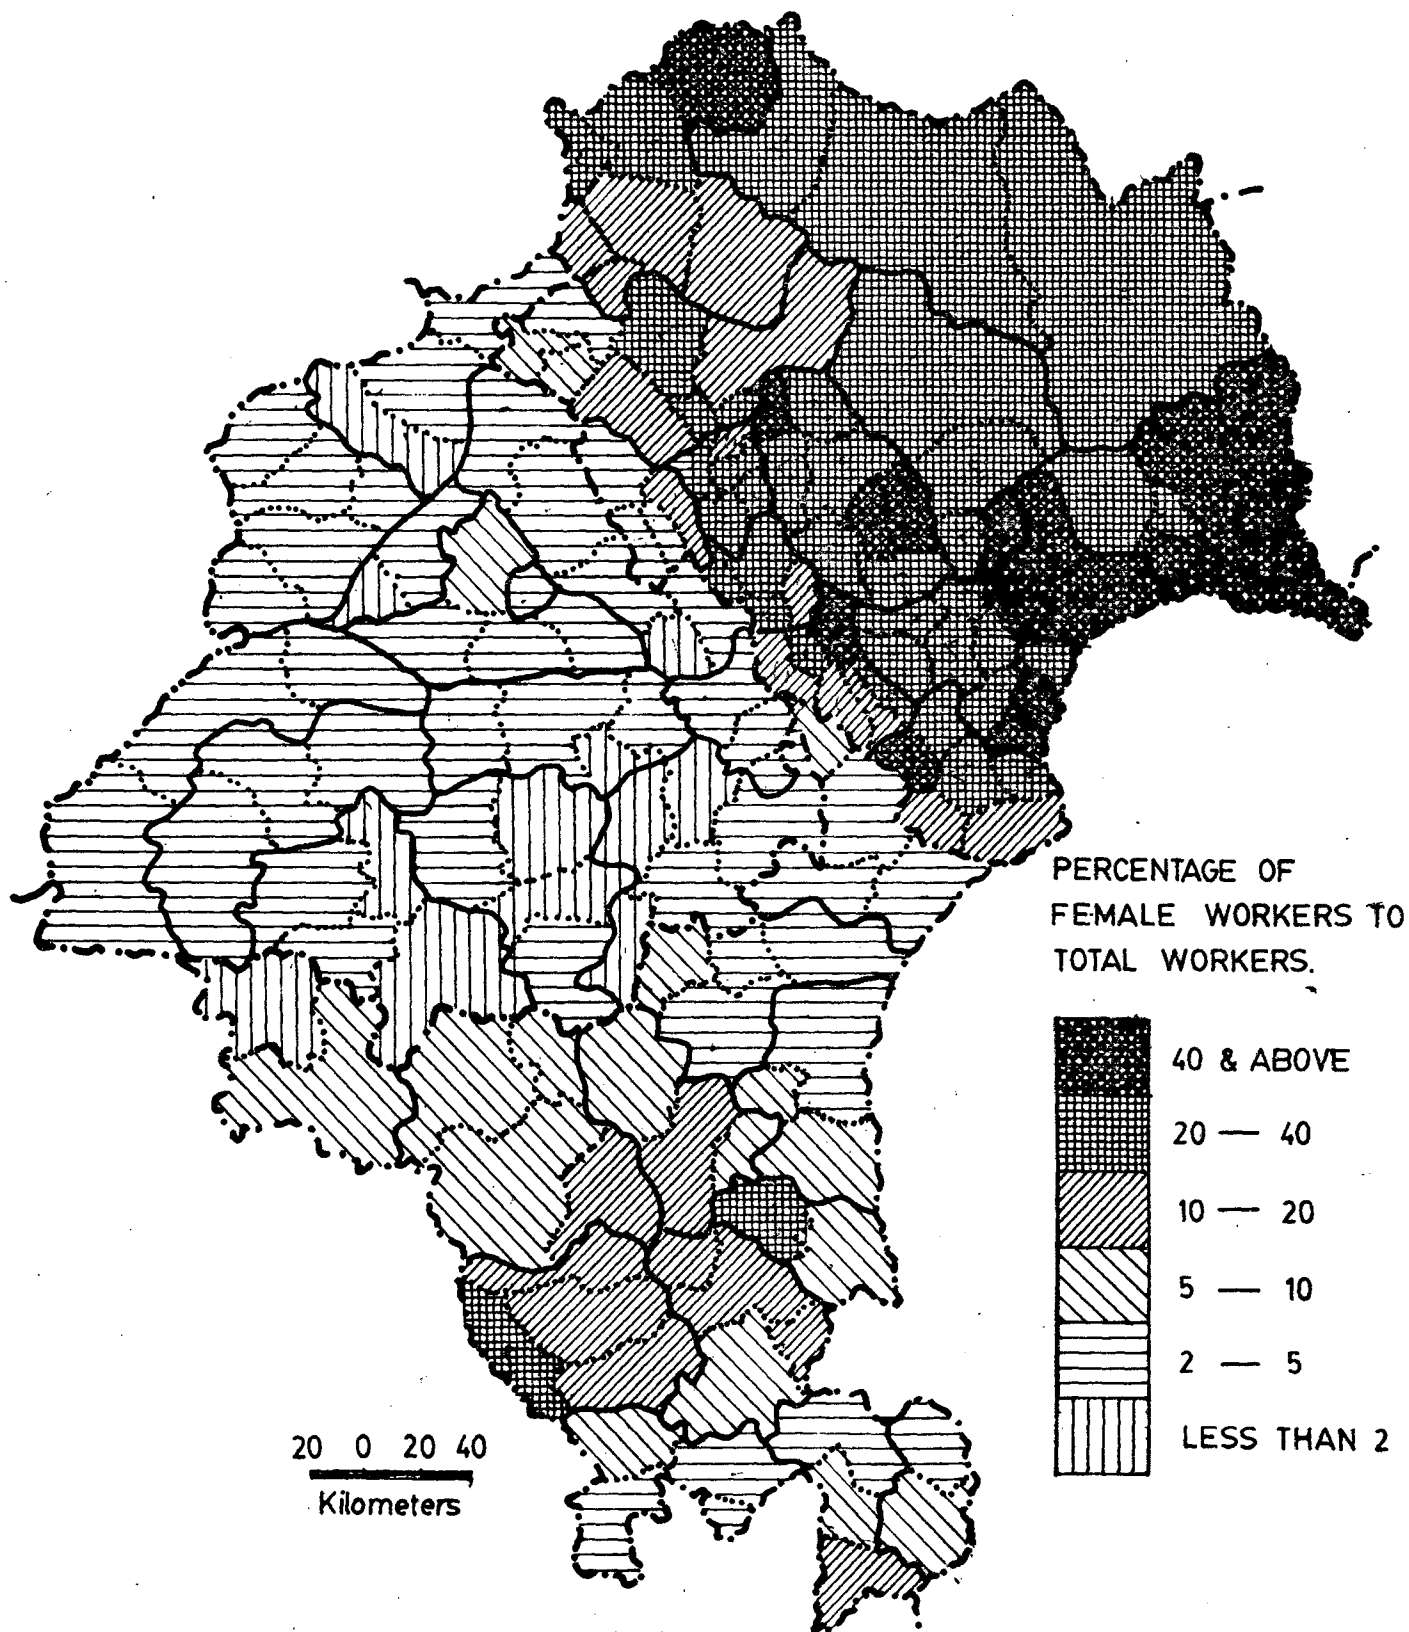 PERCENTAGE OF
FEMALE WORKERS TO
TOTAL WORKERS.
40 & ABOVE
20 — 40
10 — 20
5 — 10
2 — 5
LESS THAN 2
20 0 20 40
Kilometers